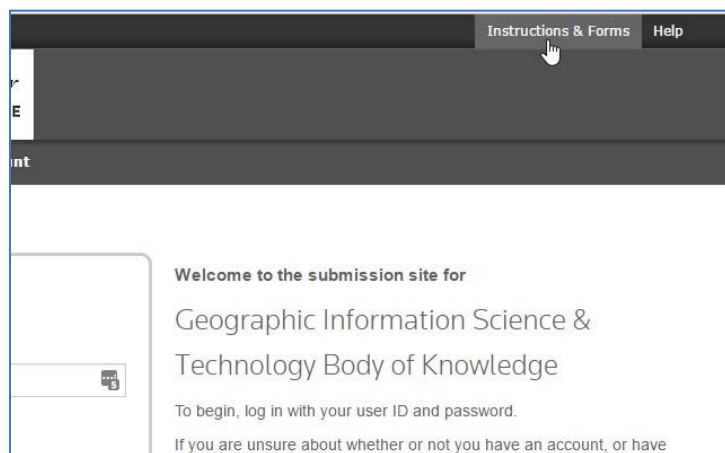 Instructions & Forms Help
r
E
nt
Welcome to the submission site for
Geographic Information Science &
Technology Body of Knowledge
To begin, log in with your user ID and password.
If you are unsure about whether or not you have an account, or have